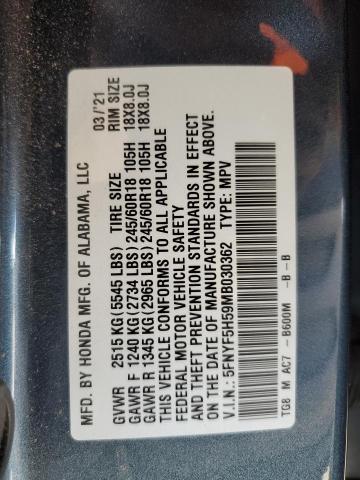 MFD. BY HONDA MFG. OF ALABAMA, LLC 03/'21
GVWR 2515 KG (5545 LBS) TIRE SIZE RIM SIZE
GAWR F 1240 KG (2734 LBS) 245/60R18 105H 18X8.0J
GAWR R 1345 KG (2965 LBS) 245/60R18 105H 18X8.0J
THIS VEHICLE CONFORMS TO ALL APPLICABLE
FEDERAL MOTOR VEHICLE SAFETY
AND THEFT PREVENTION STANDARDS IN EFFECT
ON THE DATE OF MANUFACTURE SHOWN ABOVE.
V.I.N.: 5FNYF5H59MB030362 TYPE: MPV
TG8 M AC7 - B600M -B -B